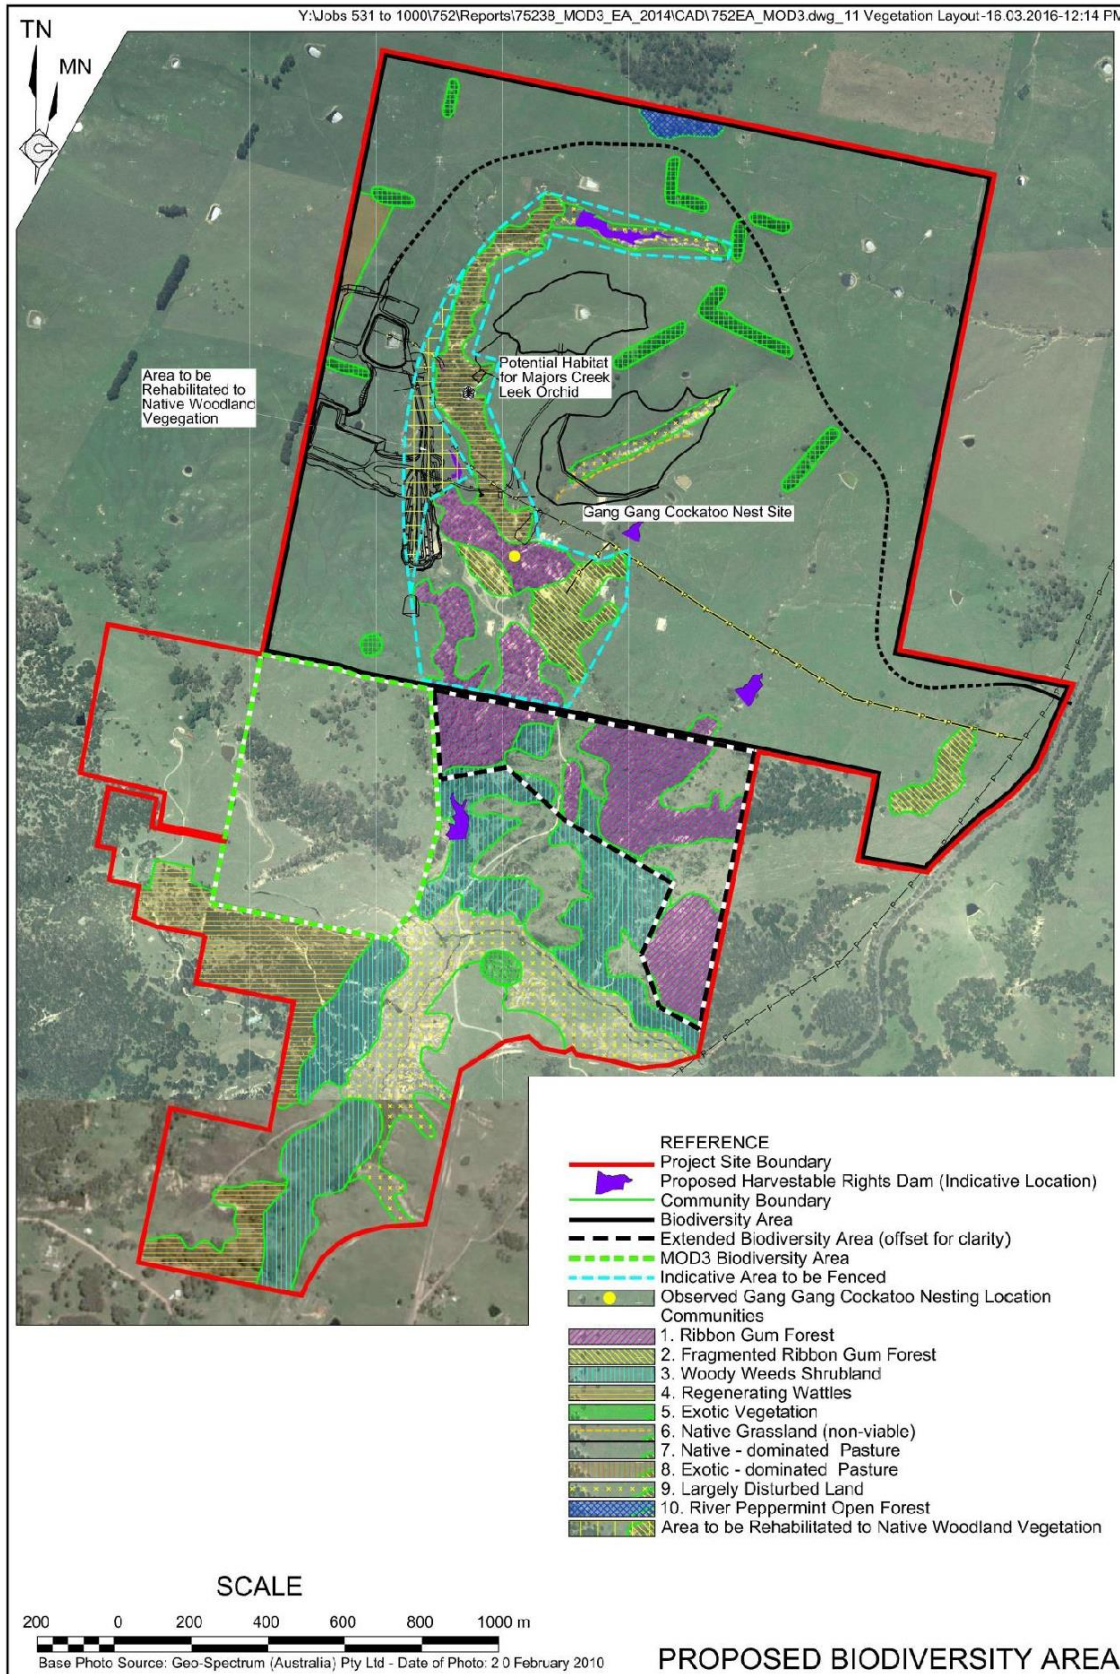 Y:\Jobs 531 to 1000\752\Reports\75238_MOD3_EA_2014\CAD\752EA_MOD3.dwg_11 Vegetation Layout-16.03.2016-12:14 PM
TN
MN
Potential Habitat
for Majors Creek
Leek Orchid
Area to be
Rehabilitated to
Native Woodland
Vegegation
Gang Gang Cockatoo Nest Site
REFERENCE
Project Site Boundary
Proposed Harvestable Rights Dam (Indicative Location)
Community Boundary
Biodiversity Area
Extended Biodiversity Area (offset for clarity)
MOD3 Biodiversity Area
Indicative Area to be Fenced
Observed Gang Gang Cockatoo Nesting Location
Communities
1. Ribbon Gum Forest
2. Fragmented Ribbon Gum Forest
3. Woody Weeds Shrubland
4. Regenerating Wattles
5. Exotic Vegetation
6. Native Grassland (non-viable)
7. Native - dominated Pasture
8. Exotic - dominated Pasture
9. Largely Disturbed Land
10. River Peppermint Open Forest
Area to be Rehabilitated to Native Woodland Vegetation
SCALE
200 0 200 400 600 800 1000 m
Base Photo Source: Geo-Spectrum (Australia) Pty Ltd - Date of Photo: 2 0 February 2010
PROPOSED BIODIVERSITY AREA